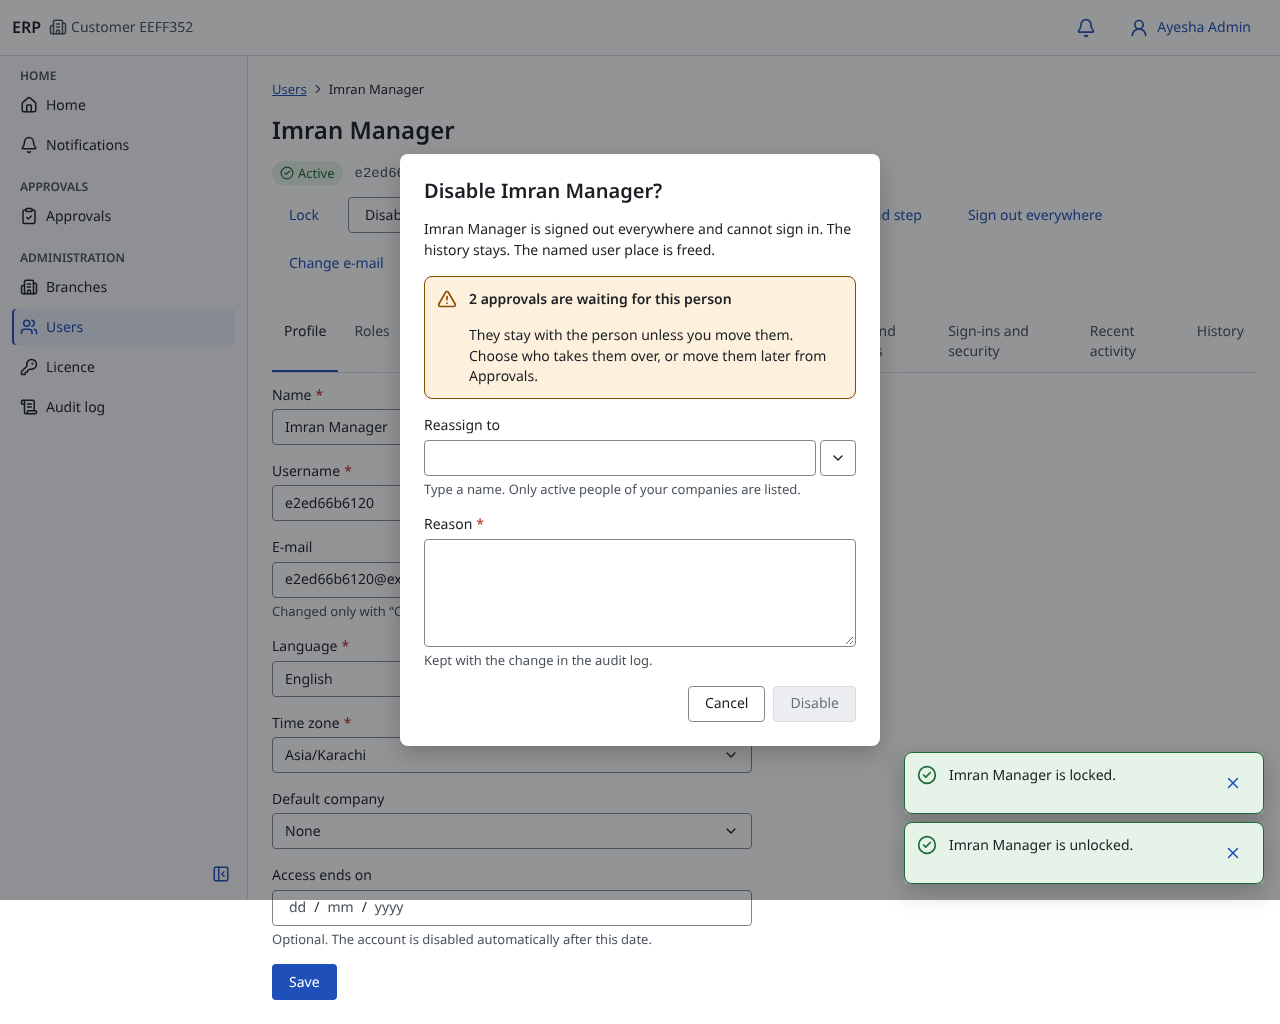 ERP Customer EEFF352
Ayesha Admin
HOME
Home
Notifications
APPROVALS
Approvals
ADMINISTRATION
Branches
Users
Licence
Audit log
Users > Imran Manager
Imran Manager
Active
Lock
Sign out everywhere
step
Change e-mail
Profile
Roles
Sign-ins and
security
Recent
activity
History
Name *
Imran Manager
Username *
e2ed66b6120
E-mail
Changed only with
Language *
English
Time zone *
Asia/Karachi
Default company
None
Access ends on
dd / mm / yyyy
Optional. The account is disabled automatically after this date.
Save
Disable Imran Manager?
Imran Manager is signed out everywhere and cannot sign in. The
history stays. The named user place is freed.
2 approvals are waiting for this person
They stay with the person unless you move them.
Choose who takes them over, or move them later from
Approvals.
Reassign to
Type a name. Only active people of your companies are listed.
Reason *
Kept with the change in the audit log.
Cancel
Disable
Imran Manager is locked.
Imran Manager is unlocked.